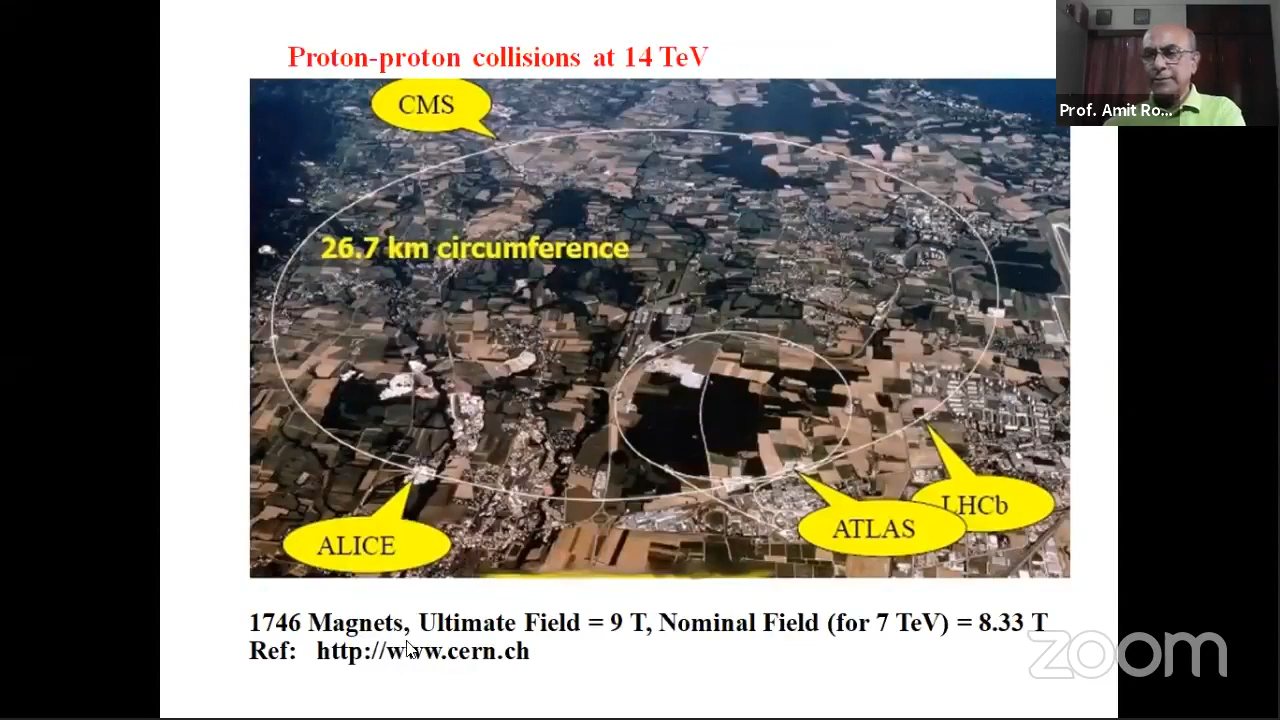 Proton-proton collisions at 14 TeV
Prof. Amit Ro...
CMS
26.7 km circumference
LHCb
ATLAS
ALICE
1746 Magnets, Ultimate Field = 9 T, Nominal Field (for 7 TeV) = 8.33 T
Ref: http://www.cern.ch
zoom